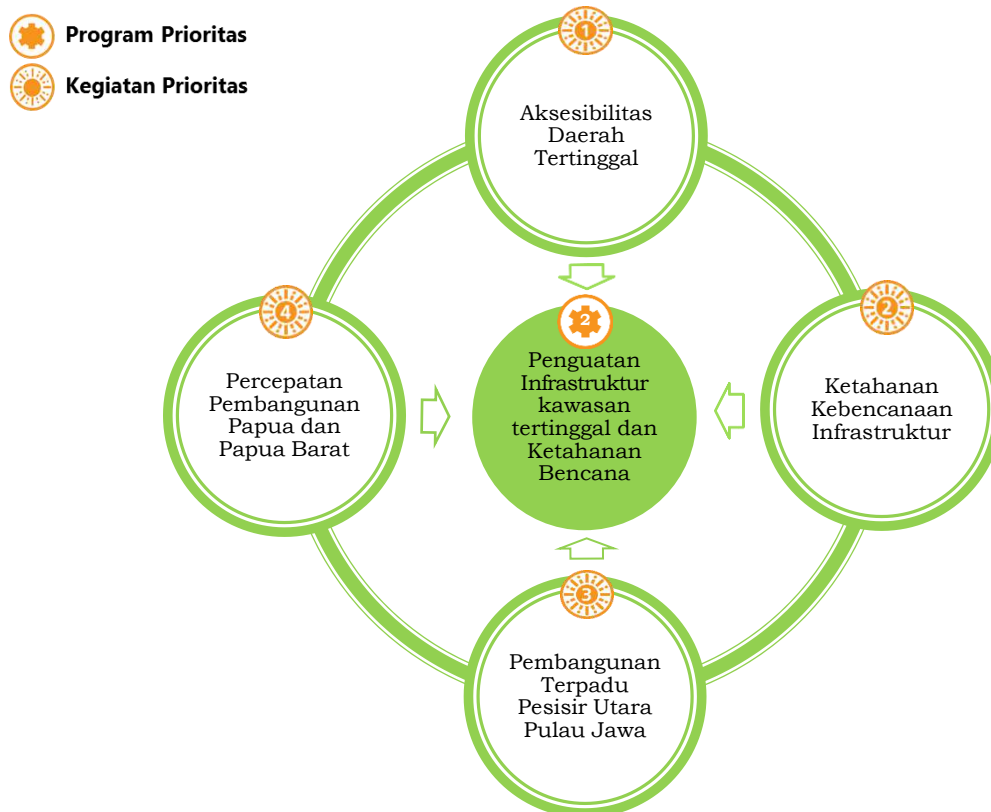 Program Prioritas
Kegiatan Prioritas
1
Aksesibilitas
Daerah
Tertinggal
4
Percepatan
Pembangunan
Papua dan
Papua Barat
2
Penguatan
Infrastruktur
kawasan
tertinggal dan
Ketahanan
Bencana
2
Ketahanan
Kebencanaan
Infrastruktur
3
Pembangunan
Terpadu
Pesisir Utara
Pulau Jawa